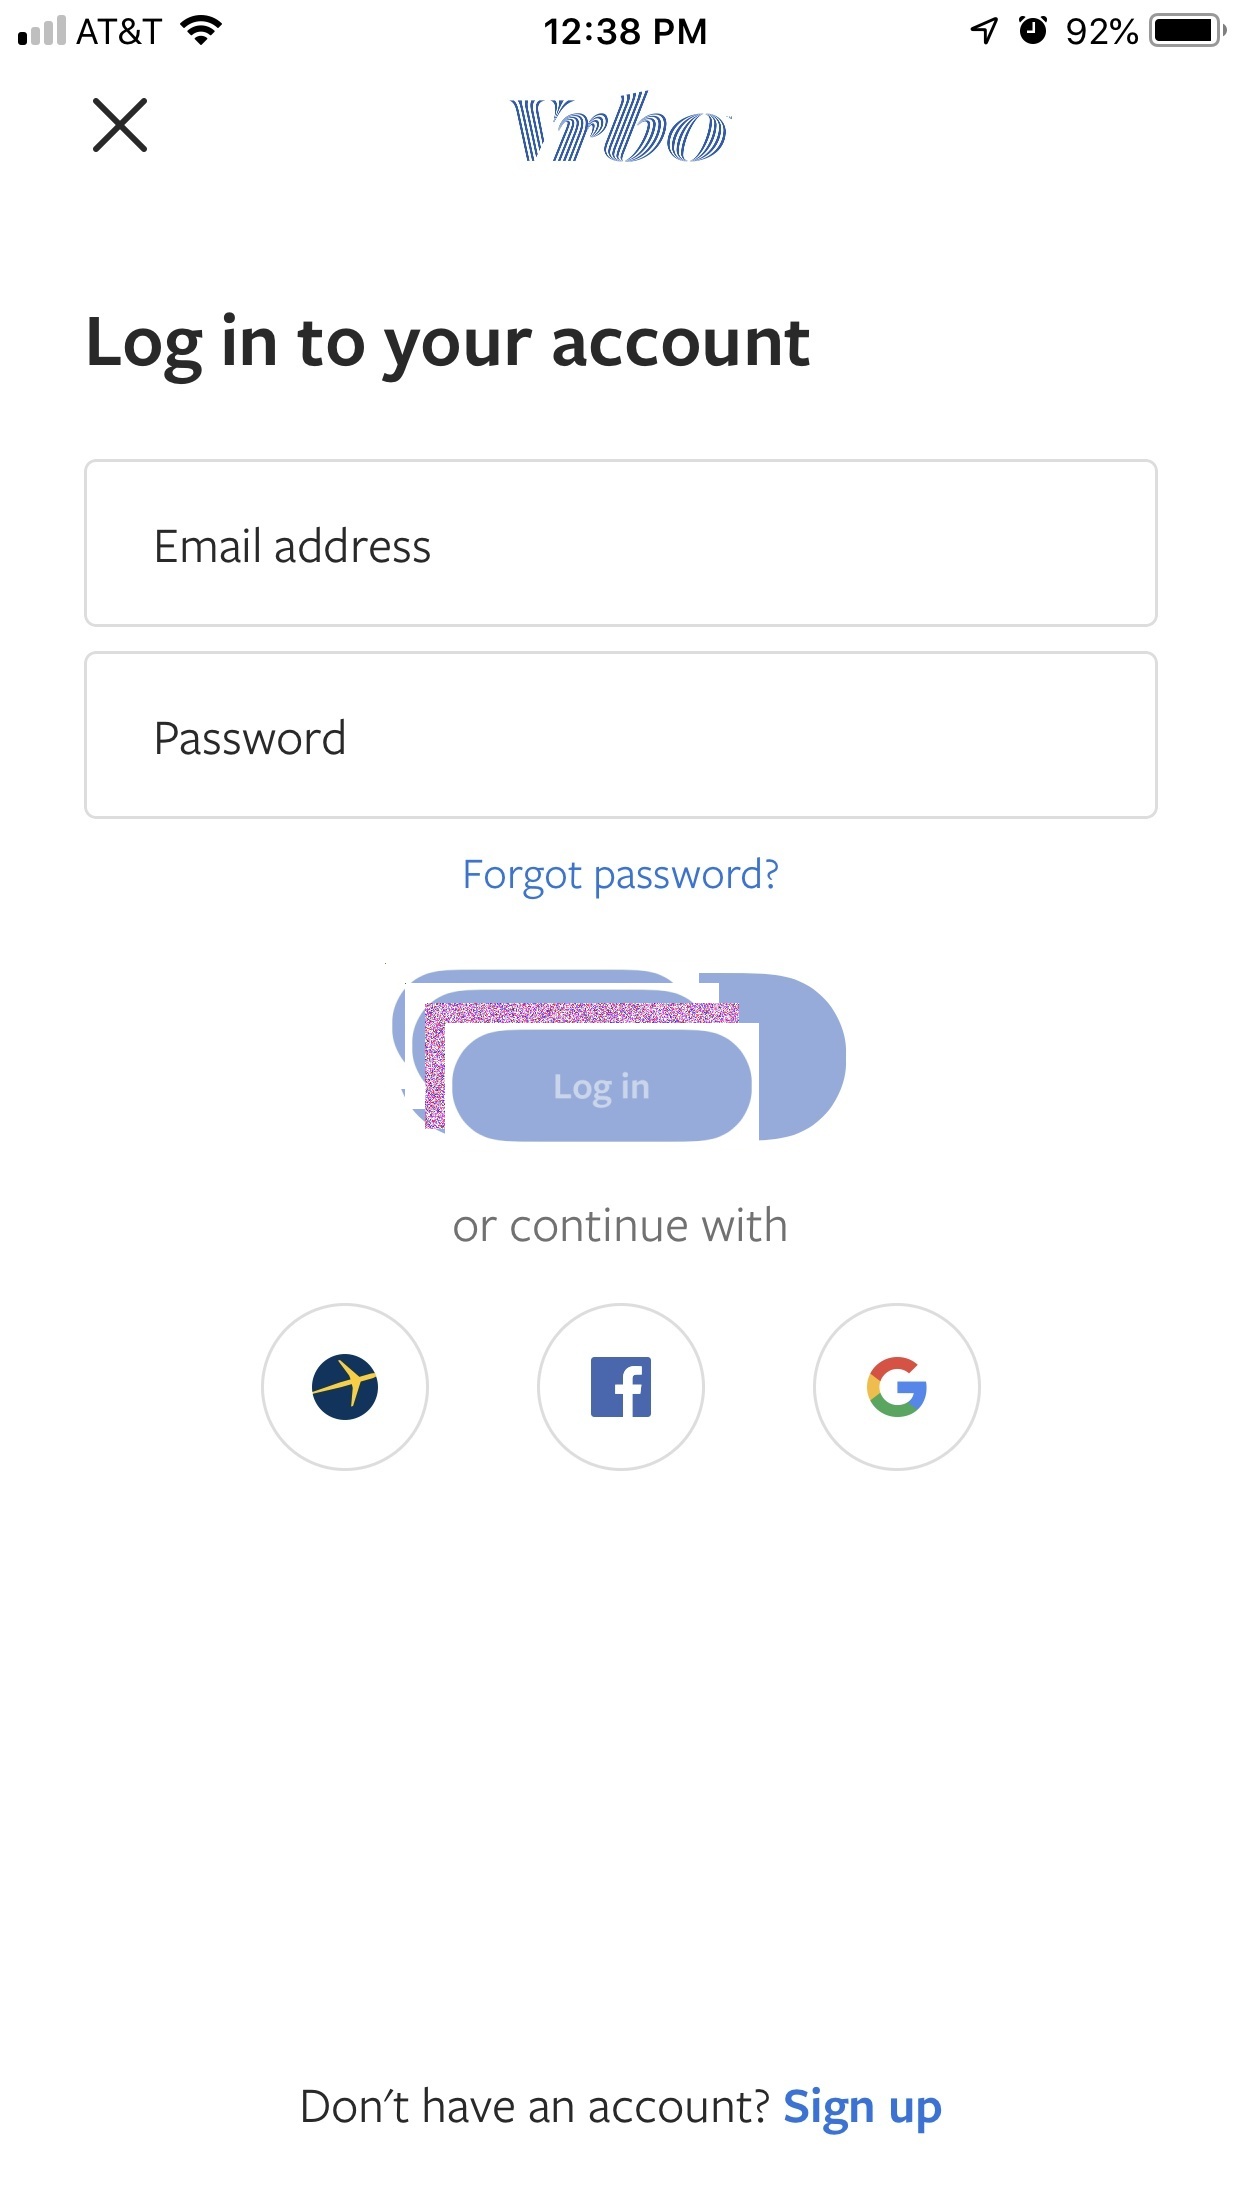 AT&T 12:38 PM 92%
Vrbo™
Log in to your account
Email address
Password
Forgot password?
Log in
or continue with
Don't have an account? Sign up